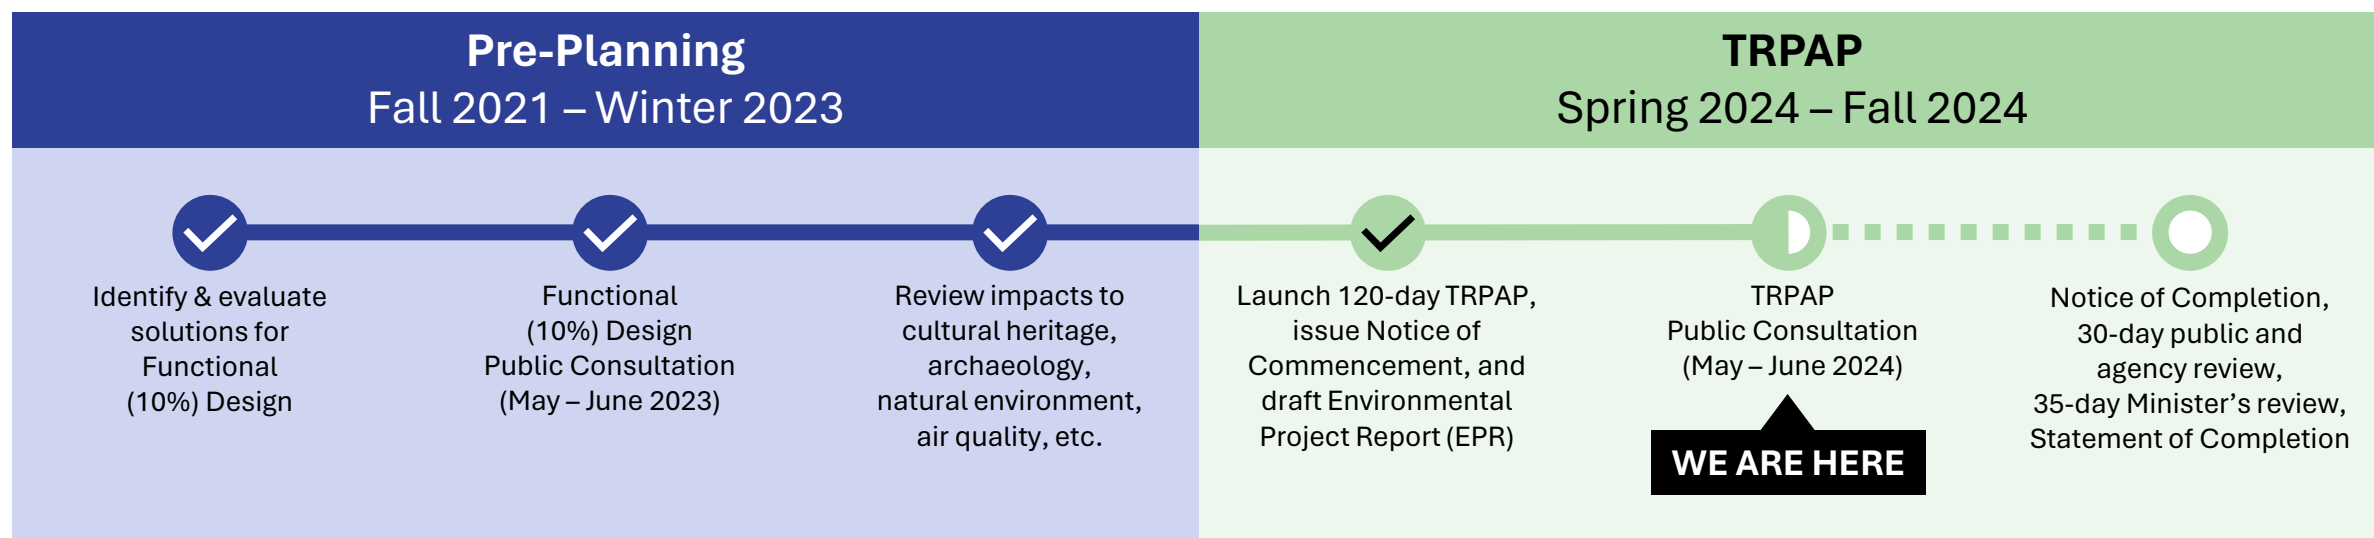 Pre-Planning
Fall 2021 – Winter 2023
TRPAP
Spring 2024 – Fall 2024
Identify & evaluate
solutions for
Functional
(10%) Design
Functional
(10%) Design
Public Consultation
(May – June 2023)
Review impacts to
cultural heritage,
archaeology,
natural environment,
air quality, etc.
Launch 120-day TRPAP,
issue Notice of
Commencement, and
draft Environmental
Project Report (EPR)
TRPAP
Public Consultation
(May – June 2024)
WE ARE HERE
Notice of Completion,
30-day public and
agency review,
35-day Minister’s review,
Statement of Completion